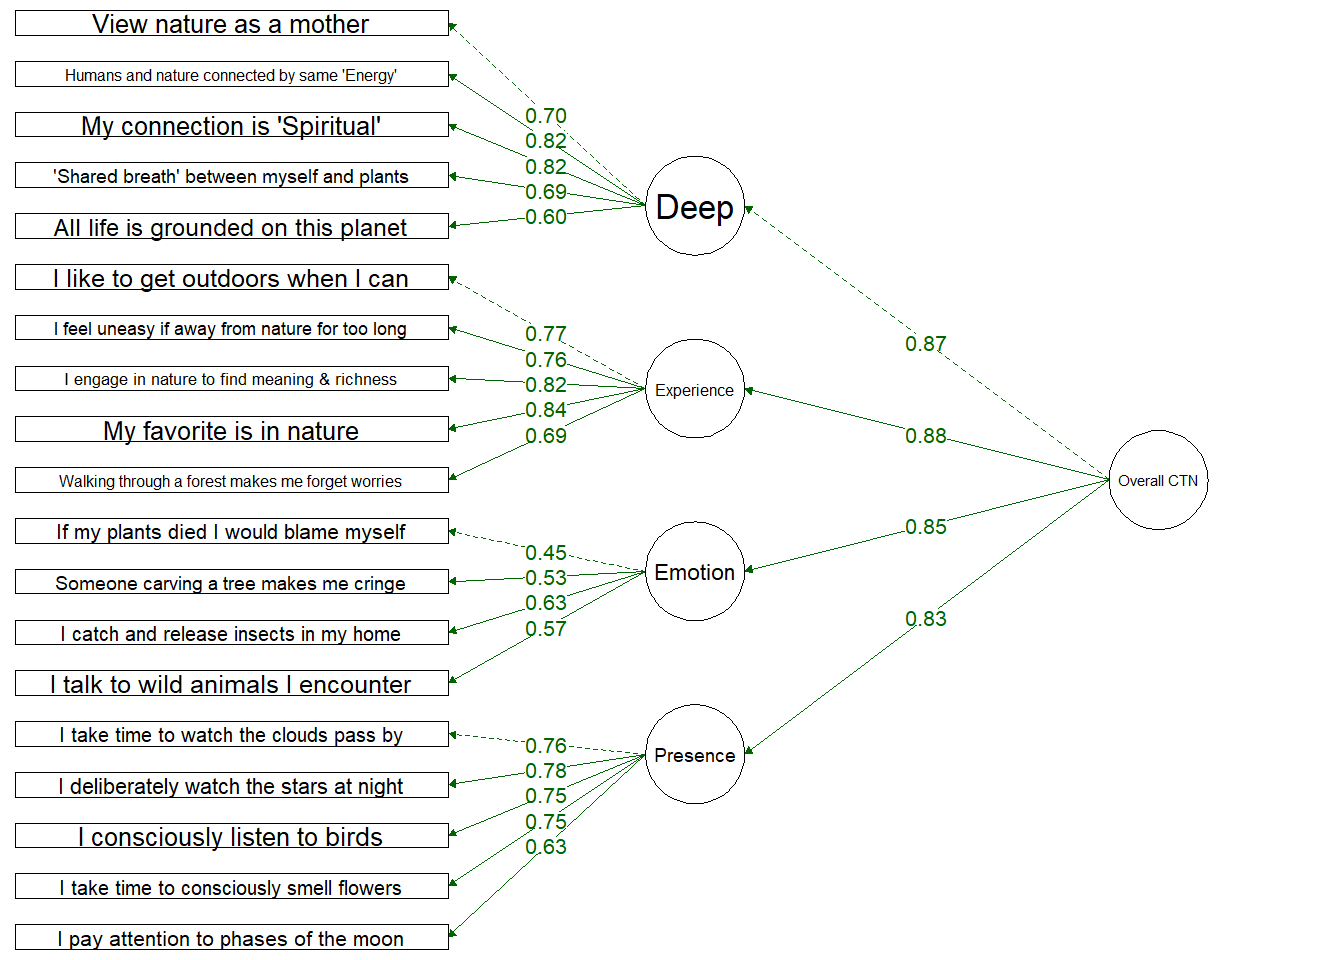 View nature as a mother
Humans and nature connected by same 'Energy'
My connection is 'Spiritual'
'Shared breath' between myself and plants
All life is grounded on this planet
I like to get outdoors when I can
I feel uneasy if away from nature for too long
I engage in nature to find meaning & richness
My favorite is in nature
Walking through a forest makes me forget worries
If my plants died I would blame myself
Someone carving a tree makes me cringe
I catch and release insects in my home
I talk to wild animals I encounter
I take time to watch the clouds pass by
I deliberately watch the stars at night
I consciously listen to birds
I take time to consciously smell flowers
I pay attention to phases of the moon
0.70
0.82
0.82
0.69
0.60
0.77
0.76
0.82
0.84
0.69
0.45
0.53
0.63
0.57
0.76
0.78
0.75
0.75
0.63
Deep
Experience
Emotion
Presence
0.87
0.88
0.85
0.83
Overall CTN